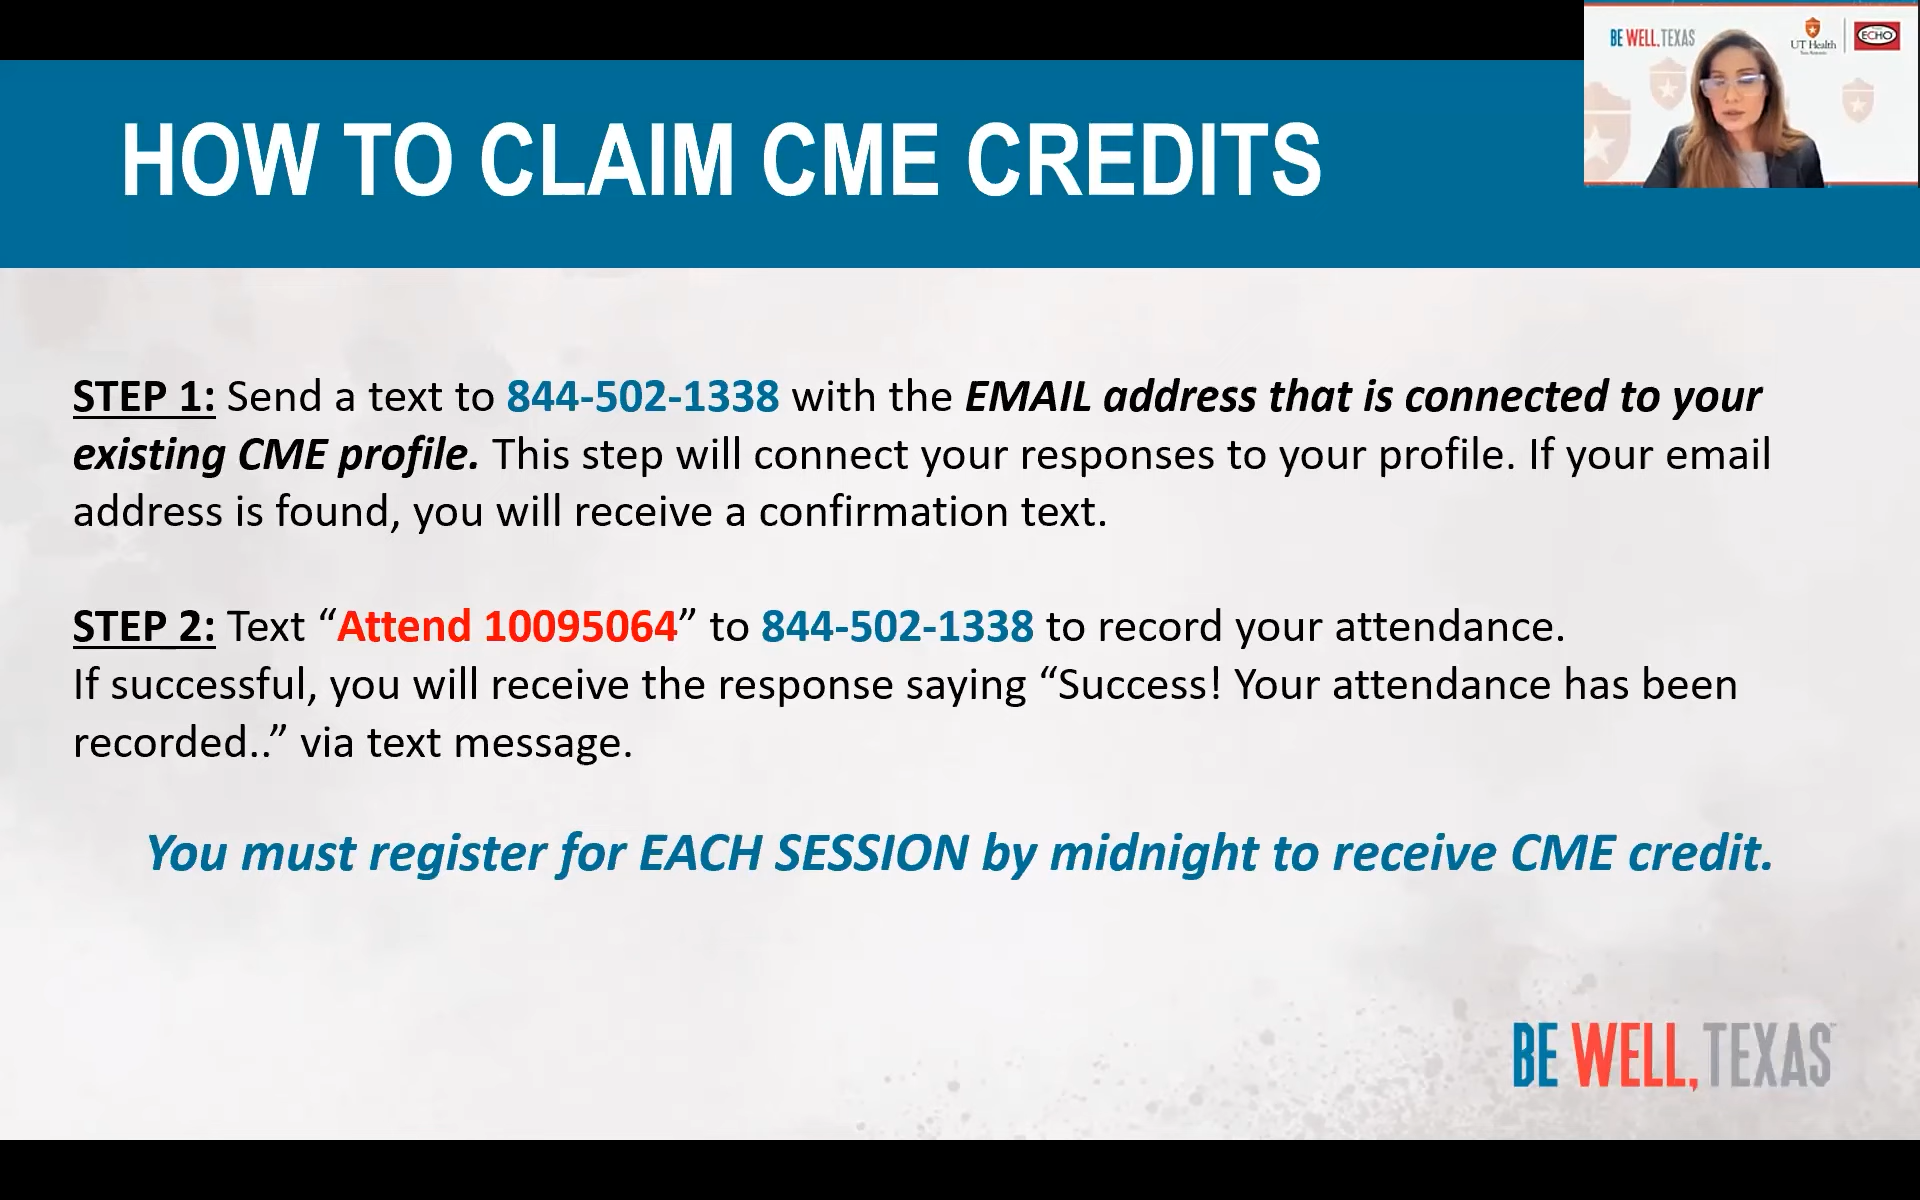 BE WELL, TEXAS
UT Health
San Antonio
ECHO
HOW TO CLAIM CME CREDITS
STEP 1: Send a text to 844-502-1338 with the EMAIL address that is connected to your
existing CME profile. This step will connect your responses to your profile. If your email
address is found, you will receive a confirmation text.
STEP 2: Text “Attend 10095064” to 844-502-1338 to record your attendance.
If successful, you will receive the response saying “Success! Your attendance has been
recorded..” via text message.
You must register for EACH SESSION by midnight to receive CME credit.
BE WELL, TEXAS